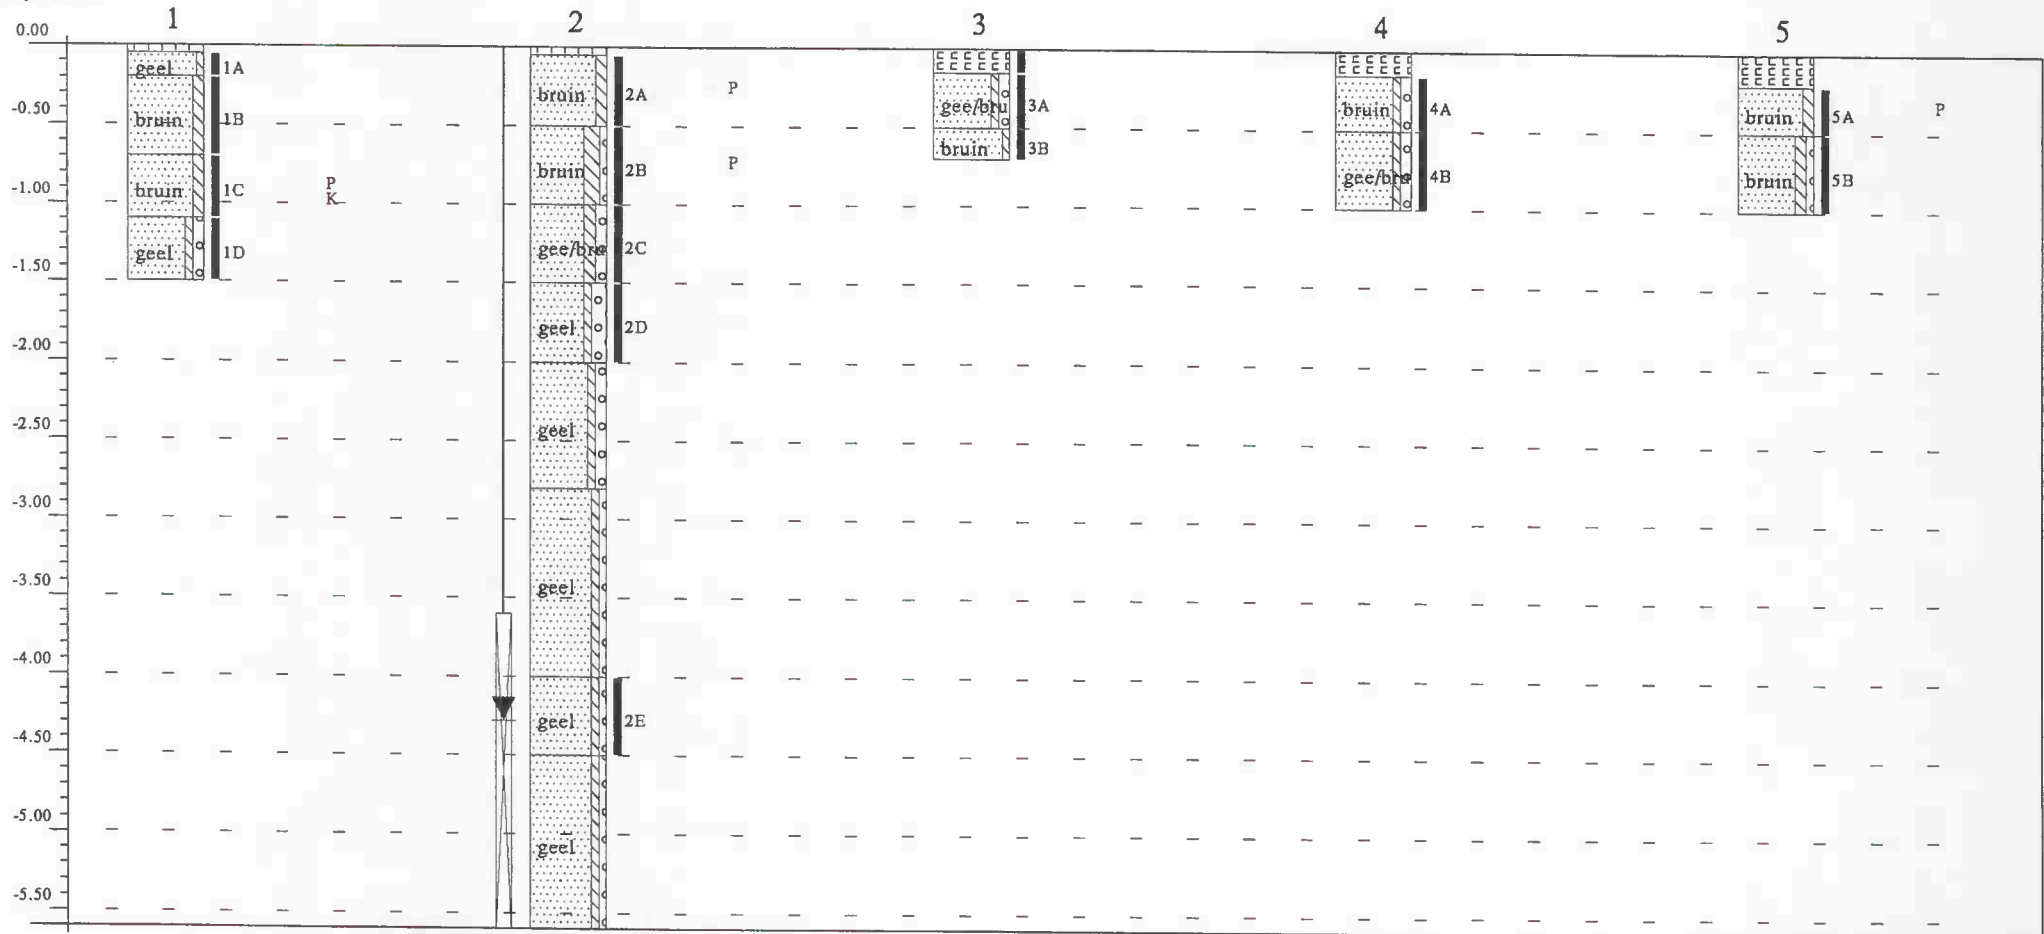 1 2 3 4 5
0.00
geel 1A
bruin 2A P
-0.50
bruin 1B
gee/bru 3A
bruin 4A
bruin 5A P
bruin 2B P
bruin 3B
-1.00
bruin 1C P
K
gee/bru 4B
bruin 5B
-1.50
geel 1D
gee/bru 2C
geel 2D
-2.00
-2.50
geel
-3.00
-3.50
geel
-4.00
-4.50
geel 2E
-5.00
geel
-5.50